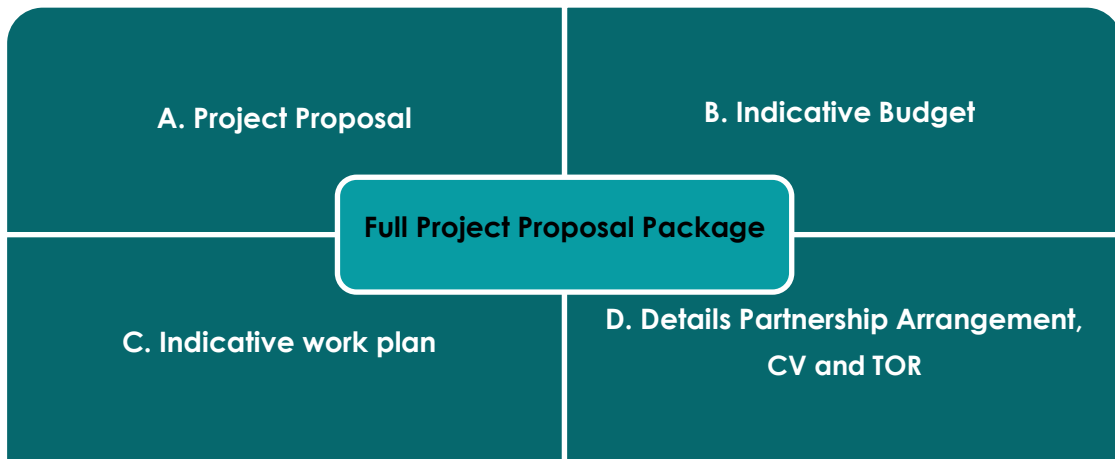 A. Project Proposal
B. Indicative Budget
Full Project Proposal Package
C. Indicative work plan
D. Details Partnership Arrangement,
CV and TOR